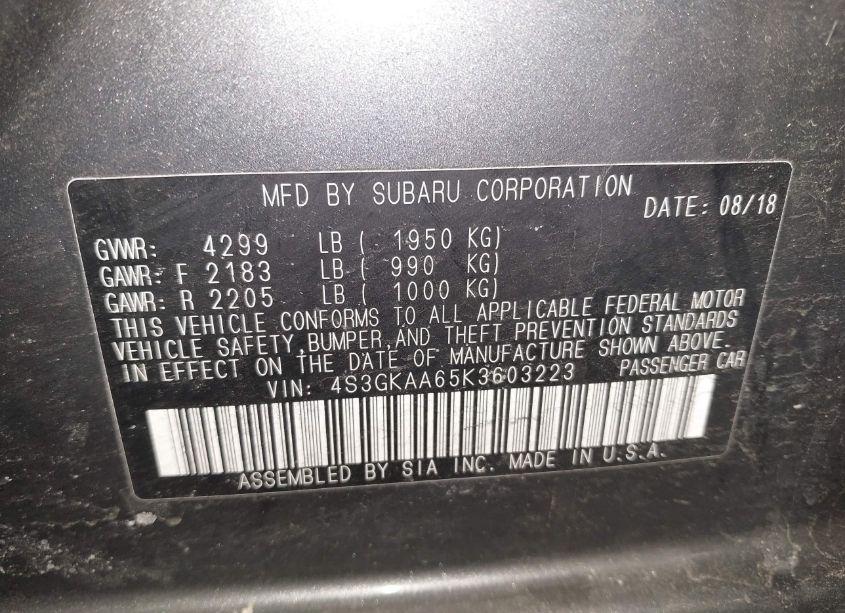 MFD BY SUBARU CORPORATION
DATE: 08/18
GVWR: 4299 LB ( 1950 KG)
GAWR: F 2183 LB ( 990 KG)
GAWR: R 2205 LB ( 1000 KG)
THIS VEHICLE CONFORMS TO ALL APPLICABLE FEDERAL MOTOR
VEHICLE SAFETY, BUMPER, AND THEFT PREVENTION STANDARDS
IN EFFECT ON THE DATE OF MANUFACTURE SHOWN ABOVE.
VIN: 4S3GKAA65K3603223 PASSENGER CAR
ASSEMBLED BY SIA INC. MADE IN U.S.A.